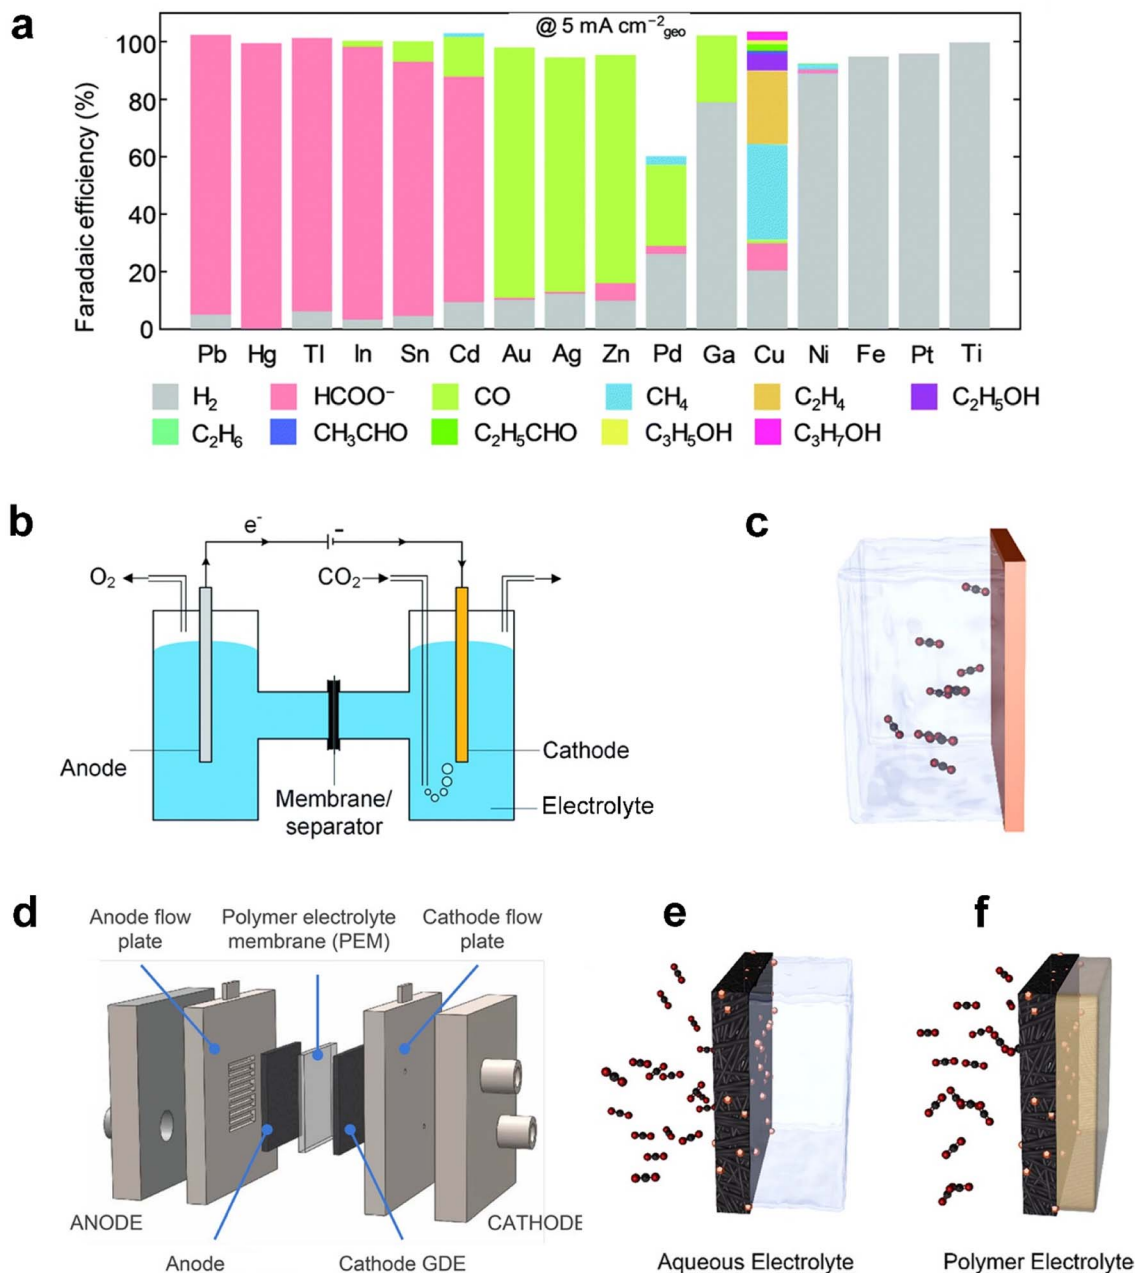 a
@ 5 mA cm⁻²geo
Faradaic efficiency (%)
100
80
60
40
20
0
Pb Hg Tl In Sn Cd Au Ag Zn Pd Ga Cu Ni Fe Pt Ti
H₂ HCOO⁻ CO CH₄ C₂H₄ C₂H₅OH
C₂H₆ CH₃CHO C₂H₅CHO C₃H₅OH C₃H₇OH
b
e⁻
-
O₂
CO₂
Anode
Membrane/
separator
Cathode
Electrolyte
c
d
Anode flow
plate
Polymer electrolyte
membrane (PEM)
Cathode flow
plate
ANODE
CATHODE
Anode
Cathode GDE
e
Aqueous Electrolyte
f
Polymer Electrolyte